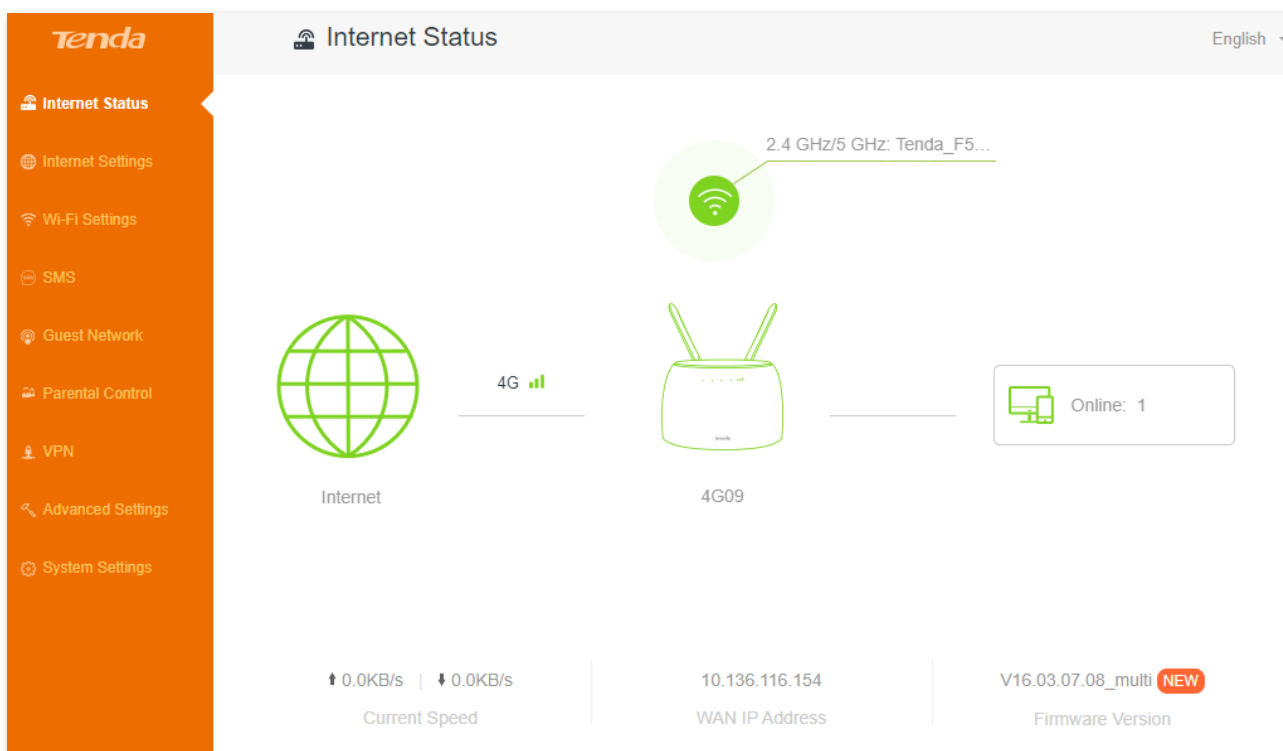 Tenda
Internet Status
English
Internet Status
Internet Settings
Wi-Fi Settings
SMS
Guest Network
Parental Control
VPN
Advanced Settings
System Settings
2.4 GHz/5 GHz: Tenda_F5...
4G
Online: 1
Internet
4G09
0.0KB/s | 0.0KB/s
Current Speed
10.136.116.154
WAN IP Address
V16.03.07.08_multi NEW
Firmware Version